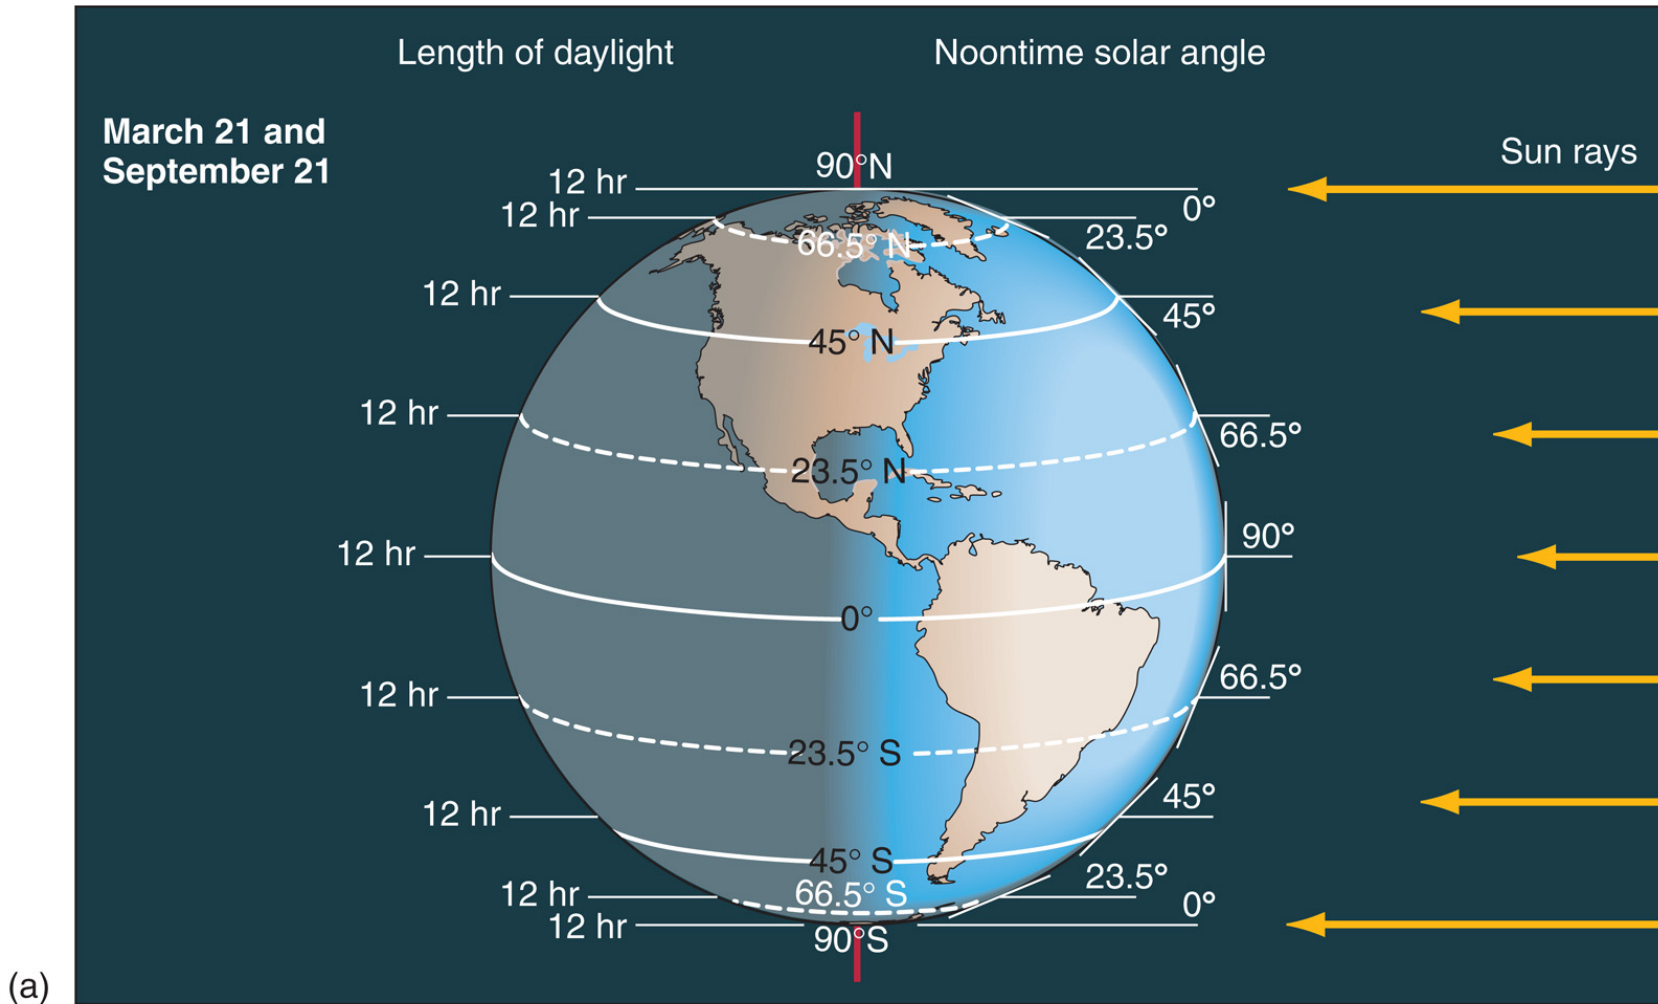 Length of daylight
Noontime solar angle
March 21 and
September 21
Sun rays
90°N
12 hr
0°
12 hr
66.5° N
23.5°
12 hr
45° N
45°
12 hr
23.5° N
66.5°
12 hr
0°
90°
12 hr
23.5° S
66.5°
12 hr
45° S
45°
12 hr
66.5° S
23.5°
12 hr
90°S
0°
(a)